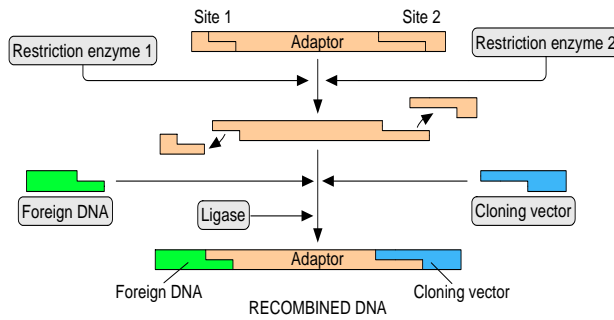 Site 1
Site 2
Adaptor
Restriction enzyme 1
Restriction enzyme 2
Foreign DNA
Ligase
Cloning vector
Adaptor
Foreign DNA
Cloning vector
RECOMBINED DNA